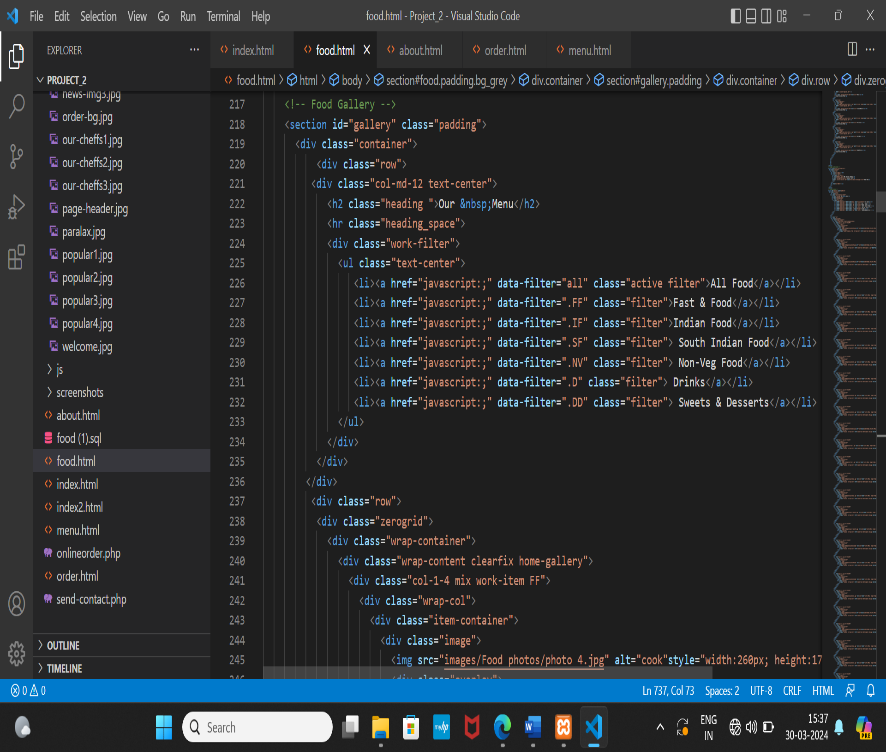 File Edit Selection View Go Run Terminal Help food.html - Project_2 - Visual Studio Code
EXPLORER ...
index.html food.html X about.html order.html menu.html ...
PROJECT_2
food.html > html > body > section#food.padding.bg_grey > div.container > section#gallery.padding > div.container > div.row > div.zero
news-img3.jpg
order-bg.jpg
our-cheffs1.jpg
our-cheffs2.jpg
our-cheffs3.jpg
page-header.jpg
paralax.jpg
popular1.jpg
popular2.jpg
popular3.jpg
popular4.jpg
welcome.jpg
> js
> screenshots
about.html
food (1).sql
food.html
index.html
index2.html
menu.html
onlineorder.php
order.html
send-contact.php
> OUTLINE
> TIMELINE
217 <!-- Food Gallery -->
218 <section id="gallery" class="padding">
219 <div class="container">
220 <div class="row">
221 <div class="col-md-12 text-center">
222 <h2 class="heading ">Our &nbsp;Menu</h2>
223 <hr class="heading_space">
224 <div class="work-filter">
225 <ul class="text-center">
226 <li><a href="javascript:;" data-filter="all" class="active filter">All Food</a></li>
227 <li><a href="javascript:;" data-filter=".FF" class="filter">Fast & Food</a></li>
228 <li><a href="javascript:;" data-filter=".IF" class="filter">Indian Food</a></li>
229 <li><a href="javascript:;" data-filter=".SF" class="filter"> South Indian Food</a></li>
230 <li><a href="javascript:;" data-filter=".NV" class="filter"> Non-Veg Food</a></li>
231 <li><a href="javascript:;" data-filter=".D" class="filter"> Drinks</a></li>
232 <li><a href="javascript:;" data-filter=".DD" class="filter"> Sweets & Desserts</a></li>
233 </ul>
234 </div>
235 </div>
236 </div>
237 <div class="row">
238 <div class="zerogrid">
239 <div class="wrap-container">
240 <div class="wrap-content clearfix home-gallery">
241 <div class="col-1-4 mix work-item FF">
242 <div class="wrap-col">
243 <div class="item-container">
244 <div class="image">
245 <img src="images/Food photos/photo 4.jpg" alt="cook"style="width:260px; height:17
0 0 Ln 737, Col 73 Spaces: 2 UTF-8 CRLF HTML
Search
ENG
IN
15:37
30-03-2024
PRE